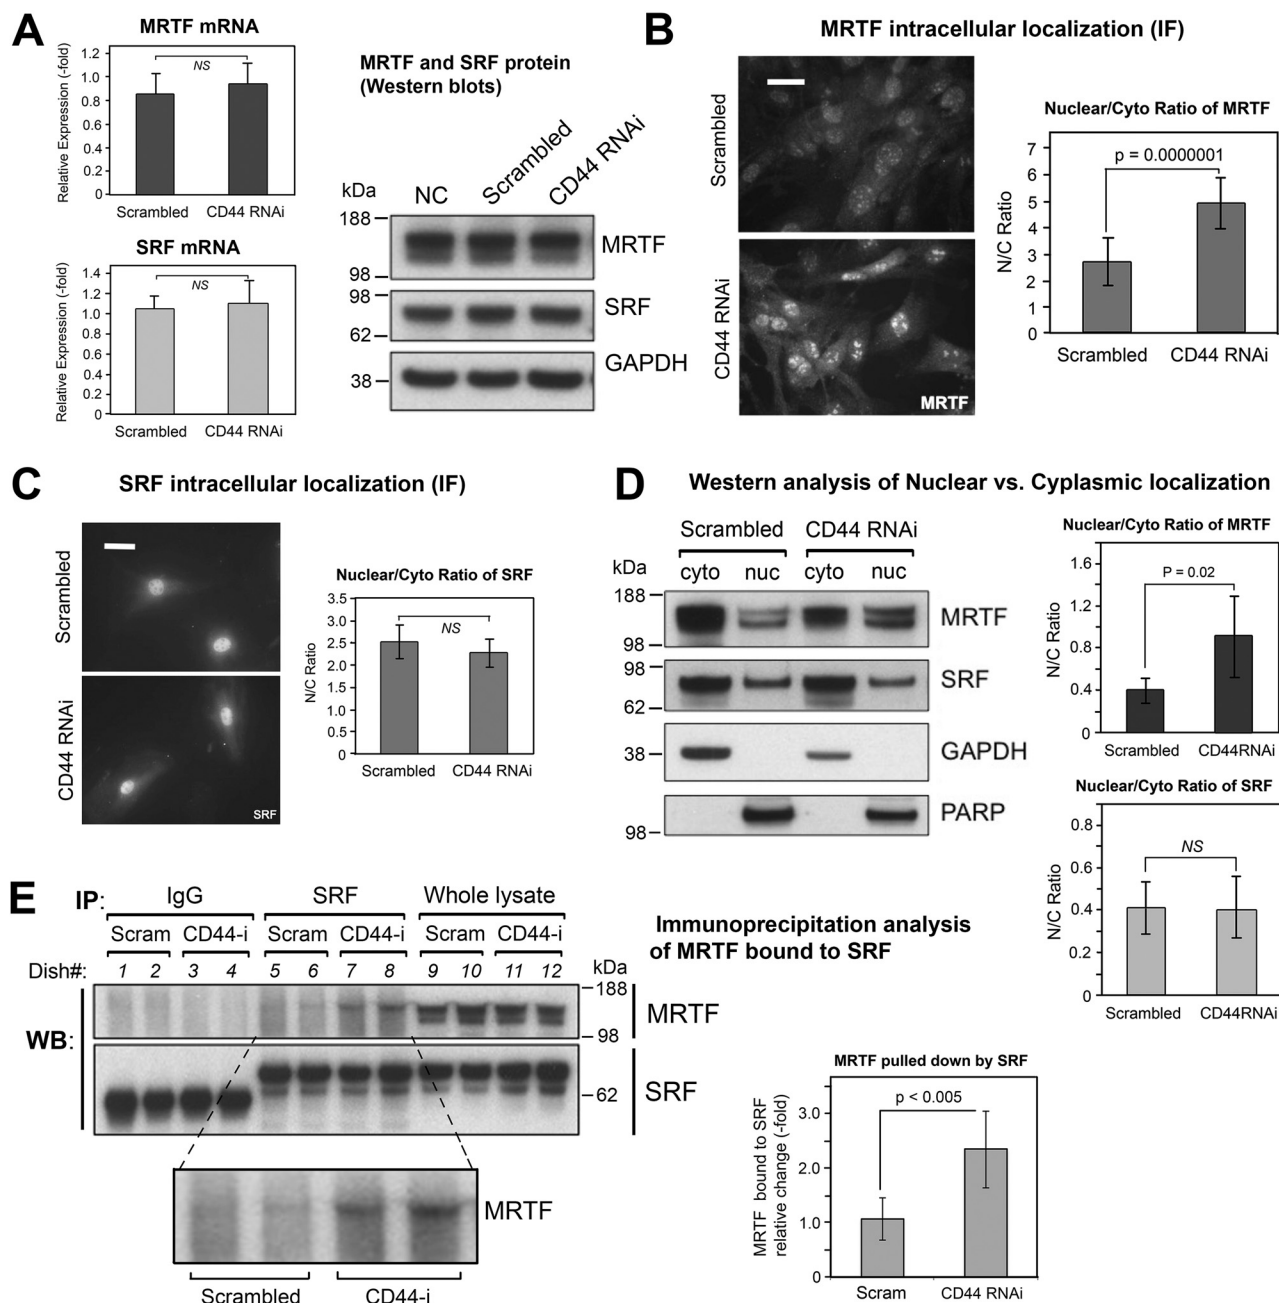 A
MRTF mRNA
Relative Expression (-fold)
1.2
1.0
0.8
0.6
0.4
0.2
0
NS
Scrambled CD44 RNAi
SRF mRNA
Relative Expression (-fold)
1.4
1.2
1.0
0.8
0.6
0.4
0.2
0
NS
Scrambled CD44 RNAi
MRTF and SRF protein
(Western blots)
kDa NC Scrambled CD44 RNAi
188
MRTF
98
98
SRF
62
GAPDH
38
B
MRTF intracellular localization (IF)
Scrambled
CD44 RNAi
MRTF
Nuclear/Cyto Ratio of MRTF
N/C Ratio
7
6
5
4
3
2
1
0
p = 0.0000001
Scrambled CD44 RNAi
C
SRF intracellular localization (IF)
Scrambled
CD44 RNAi
SRF
Nuclear/Cyto Ratio of SRF
N/C Ratio
3.5
3.0
2.5
2.0
1.5
1.0
0.5
0
NS
Scrambled CD44 RNAi
D
Western analysis of Nuclear vs. Cyplasmic localization
Scrambled CD44 RNAi
kDa cyto nuc cyto nuc
188
MRTF
98
98
SRF
62
GAPDH
38
PARP
98
Nuclear/Cyto Ratio of MRTF
N/C Ratio
1.6
1.2
0.8
0.4
0
P = 0.02
Scrambled CD44RNAi
Nuclear/Cyto Ratio of SRF
N/C Ratio
0.8
0.6
0.4
0.2
0
NS
Scrambled CD44RNAi
E
IP: IgG SRF Whole lysate
Scram CD44-i Scram CD44-i Scram CD44-i
Dish#: 1 2 3 4 5 6 7 8 9 10 11 12 kDa
188
MRTF
98
WB:
62
SRF
MRTF
Scrambled CD44-i
Immunoprecipitation analysis
of MRTF bound to SRF
MRTF pulled down by SRF
MRTF bound to SRF
relative change (-fold)
3.0
2.0
1.0
0
p < 0.005
Scram CD44 RNAi